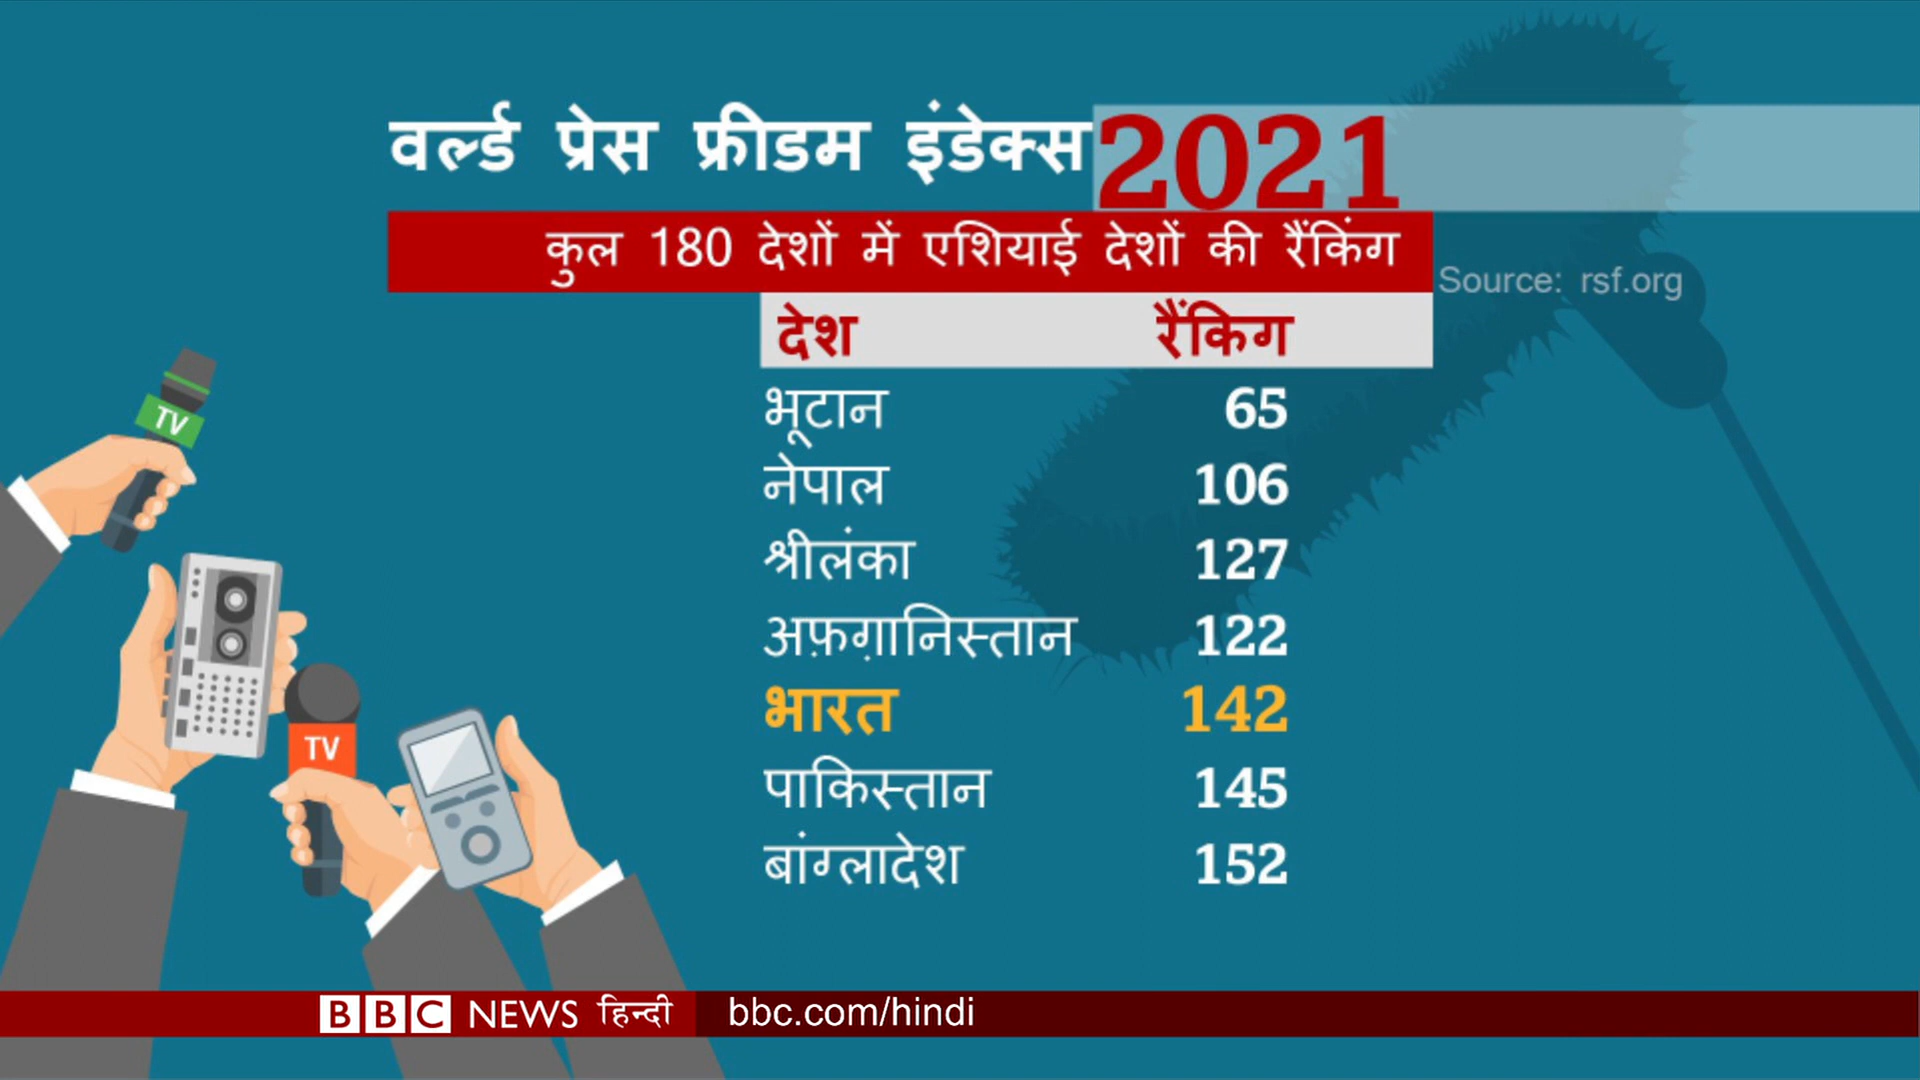 वर्ल्ड प्रेस फ्रीडम इंडेक्स 2021
कुल 180 देशों में एशियाई देशों की रैंकिंग
Source: rsf.org
देश रैंकिंग
भूटान 65
नेपाल 106
श्रीलंका 127
अफ़ग़ानिस्तान 122
भारत 142
पाकिस्तान 145
बांग्लादेश 152
TV
TV
BBC NEWS हिन्दी bbc.com/hindi